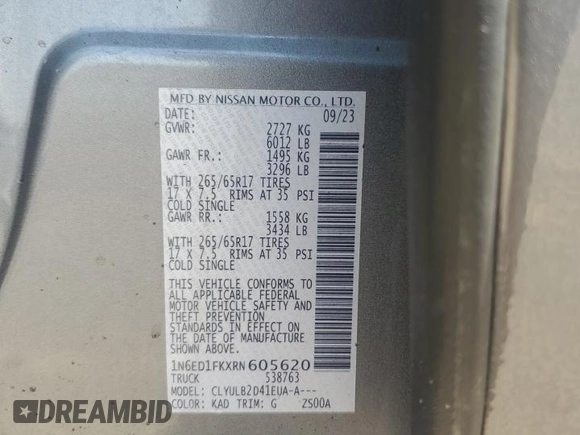 MFD BY NISSAN MOTOR CO., LTD.
DATE: 09/23
GVWR: 2727 KG
6012 LB
GAWR FR.: 1495 KG
3296 LB
WITH 265/65R17 TIRES
17 X 7.5 RIMS AT 35 PSI
COLD SINGLE
GAWR RR.: 1558 KG
3434 LB
WITH 265/65R17 TIRES
17 X 7.5 RIMS AT 35 PSI
COLD SINGLE
THIS VEHICLE CONFORMS TO
ALL APPLICABLE FEDERAL
MOTOR VEHICLE SAFETY AND
THEFT PREVENTION
STANDARDS IN EFFECT ON
THE DATE OF MANUFACTURE
SHOWN ABOVE.
1N6ED1FKXRN605620
TRUCK 538763
MODEL: CLYULB2D41EUA-A---
COLOR: KAD TRIM: G ZS00A
DREAMBID
DREAMBID